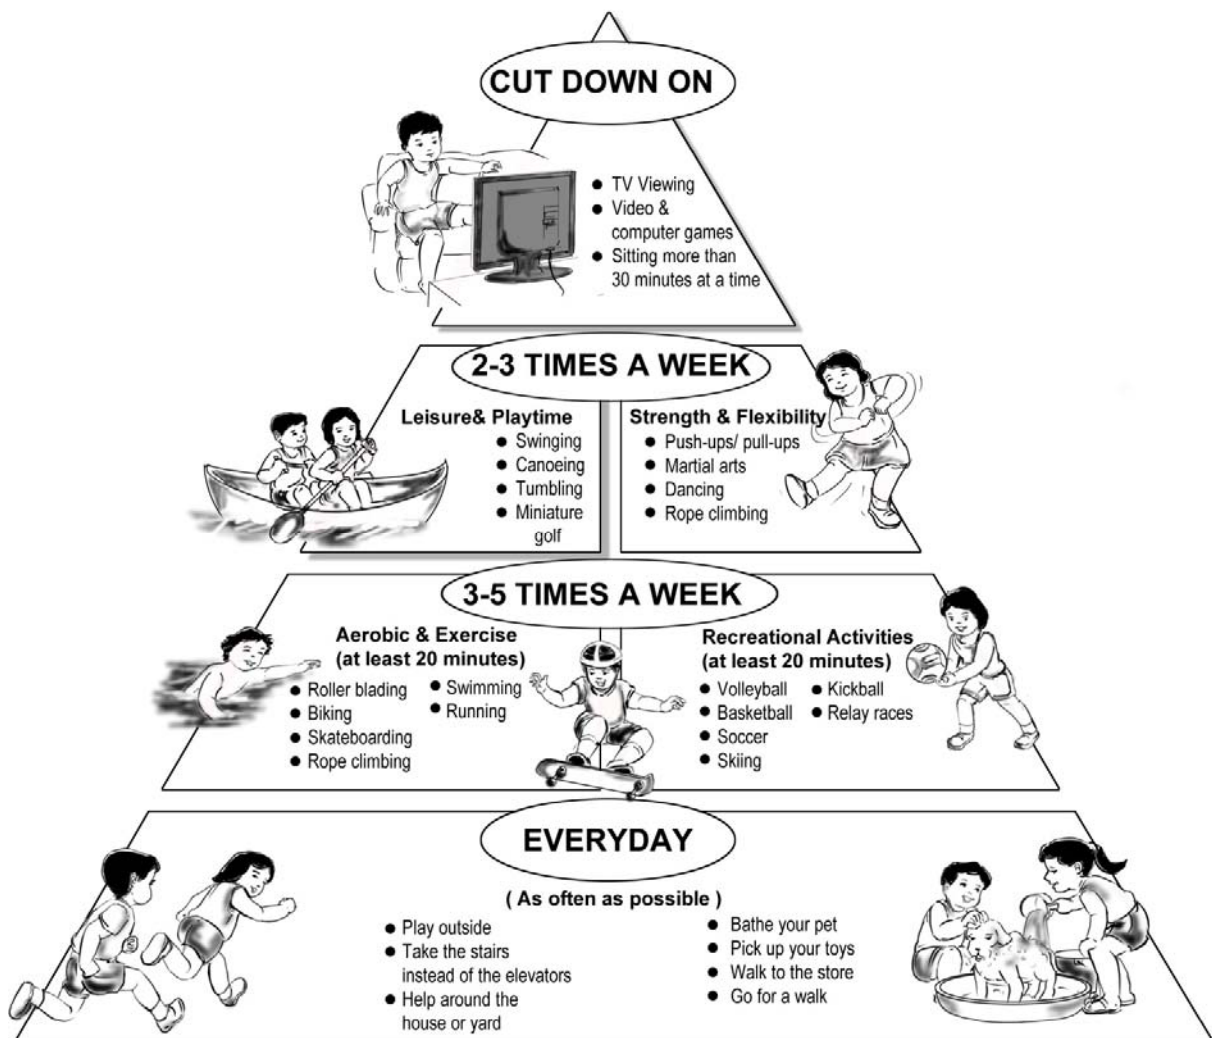 CUT DOWN ON
● TV Viewing
● Video &
computer games
● Sitting more than
30 minutes at a time
2-3 TIMES A WEEK
Leisure& Playtime
● Swinging
● Canoeing
● Tumbling
● Miniature
golf
Strength & Flexibility
● Push-ups/ pull-ups
● Martial arts
● Dancing
● Rope climbing
3-5 TIMES A WEEK
Aerobic & Exercise
(at least 20 minutes)
● Roller blading
● Biking
● Skateboarding
● Rope climbing
● Swimming
● Running
Recreational Activities
(at least 20 minutes)
● Volleyball
● Basketball
● Soccer
● Skiing
● Kickball
● Relay races
EVERYDAY
( As often as possible )
● Play outside
● Take the stairs
instead of the elevators
● Help around the
house or yard
● Bathe your pet
● Pick up your toys
● Walk to the store
● Go for a walk